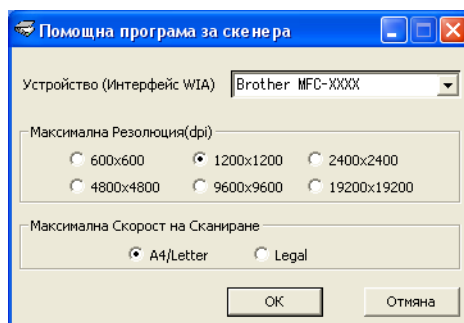 Помощна програма за скенера
Устройство (Интерфейс WIA) Brother MFC-XXXX
Максимална Резолюция(dpi)
600x600 1200x1200 2400x2400
4800x4800 9600x9600 19200x19200
Максимална Скорост на Сканиране
A4/Letter Legal
OK Отмяна